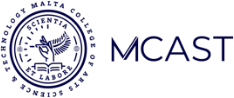 MALTA COLLEGE OF ARTS SCIENCE & TECHNOLOGY
SCIENTIA
ET LABORE
MCAST